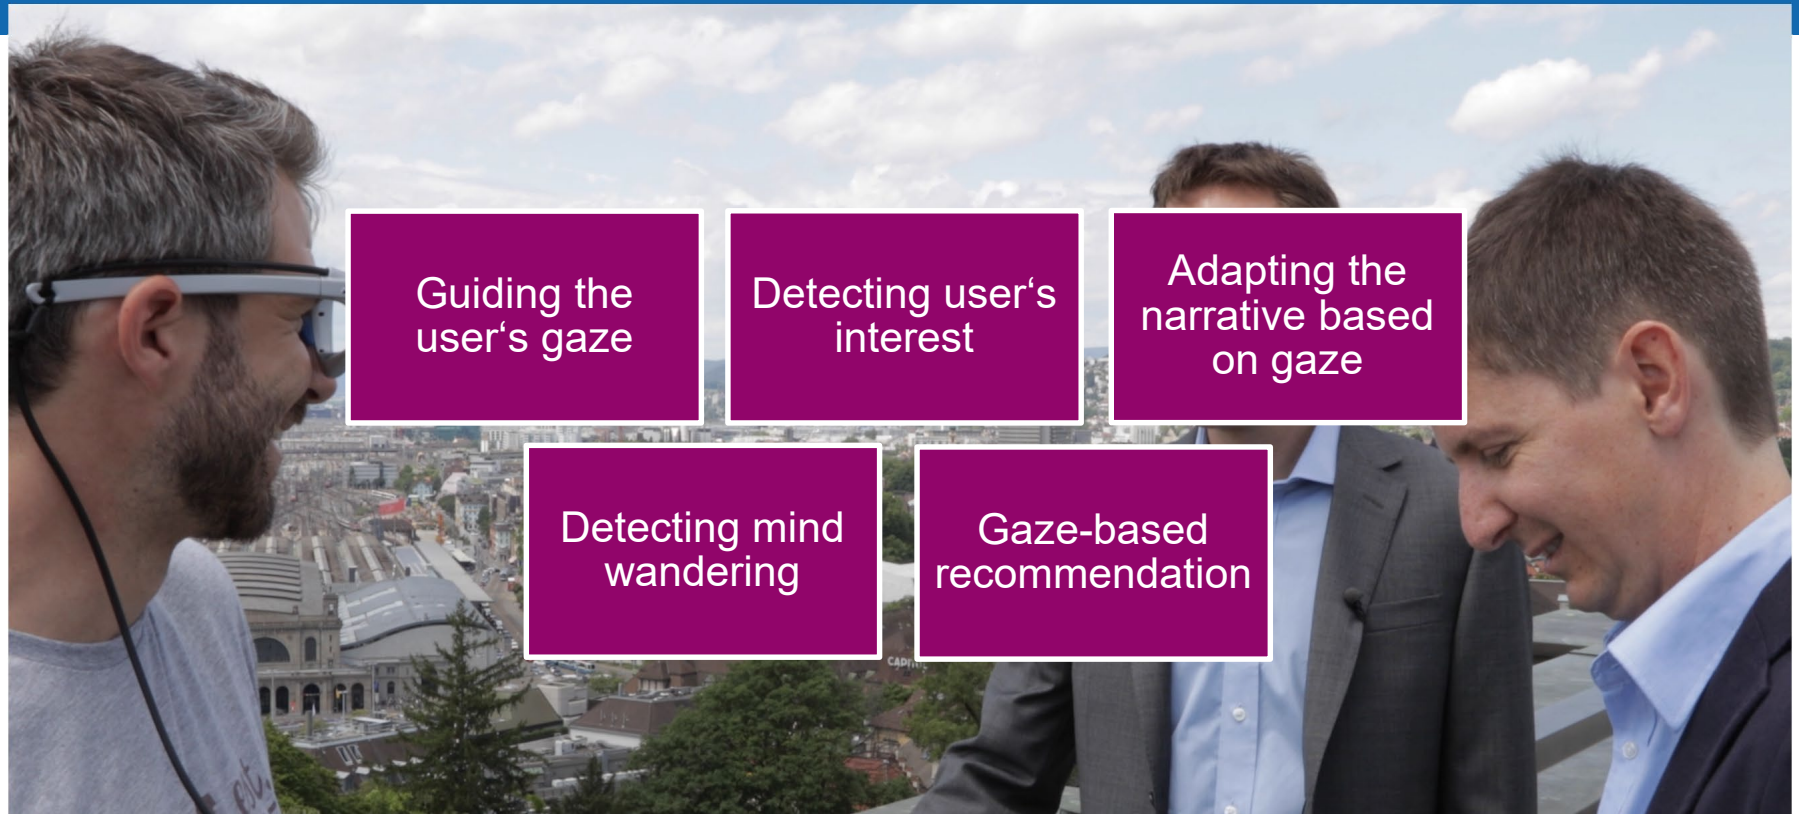 Guiding the
user‘s gaze
Detecting user‘s
interest
Adapting the
narrative based
on gaze
Detecting mind
wandering
Gaze-based
recommendation